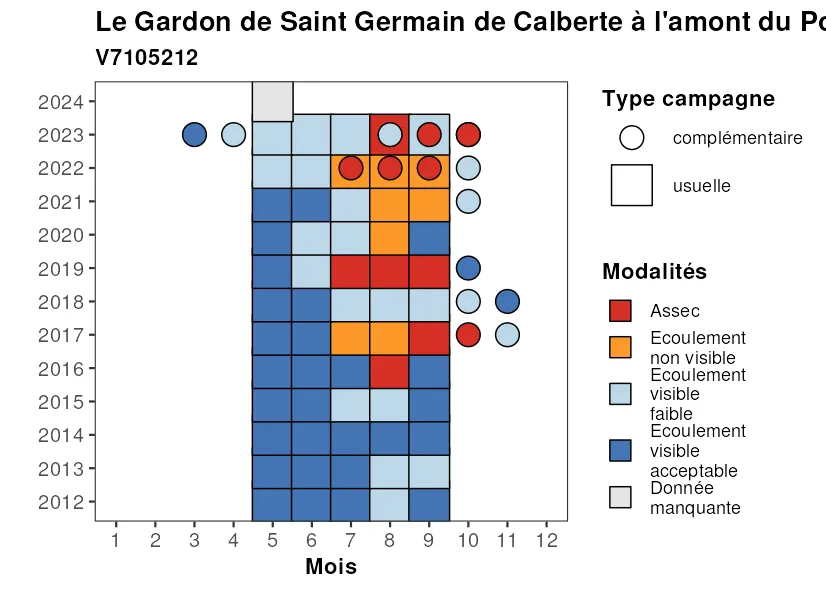 Le Gardon de Saint Germain de Calberte à l'amont du Po
V7105212
2024
2023
2022
2021
2020
2019
2018
2017
2016
2015
2014
2013
2012
1 2 3 4 5 6 7 8 9 10 11 12
Mois
Type campagne
complémentaire
usuelle
Modalités
Assec
Ecoulement
non visible
Ecoulement
visible
faible
Ecoulement
visible
acceptable
Donnée
manquante